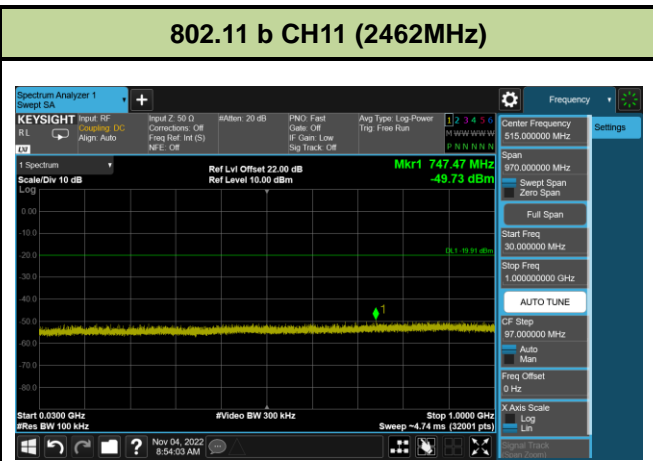 802.11 b CH11 (2462MHz)
Spectrum Analyzer 1
Swept SA
+
Frequency
KEYSIGHT
RL
LXI
Input: RF
Coupling: DC
Align: Auto
Input Z: 50 Ω
Corrections: Off
Freq Ref: Int (S)
NFE: Off
#Atten: 20 dB
PNO: Fast
Gate: Off
IF Gain: Low
Sig Track: Off
Avg Type: Log-Power
Trig: Free Run
1 2 3 4 5 6
M W W W W W
P N N N N N
1 Spectrum
Scale/Div 10 dB
Log
Ref Lvl Offset 22.00 dB
Ref Level 10.00 dBm
Mkr1 747.47 MHz
-49.73 dBm
0.00
-10.0
-20.0
-30.0
-40.0
-50.0
-60.0
-70.0
-80.0
DL1 -19.91 dBm
1
Start 0.0300 GHz
#Res BW 100 kHz
#Video BW 300 kHz
Stop 1.0000 GHz
Sweep ~4.74 ms (32001 pts)
Center Frequency
515.000000 MHz
Settings
Span
970.000000 MHz
Swept Span
Zero Span
Full Span
Start Freq
30.000000 MHz
Stop Freq
1.000000000 GHz
AUTO TUNE
CF Step
97.000000 MHz
Auto
Man
Freq Offset
0 Hz
X Axis Scale
Log
Lin
Signal Track
(Span Zoom)
?
Nov 04, 2022
8:54:03 AM